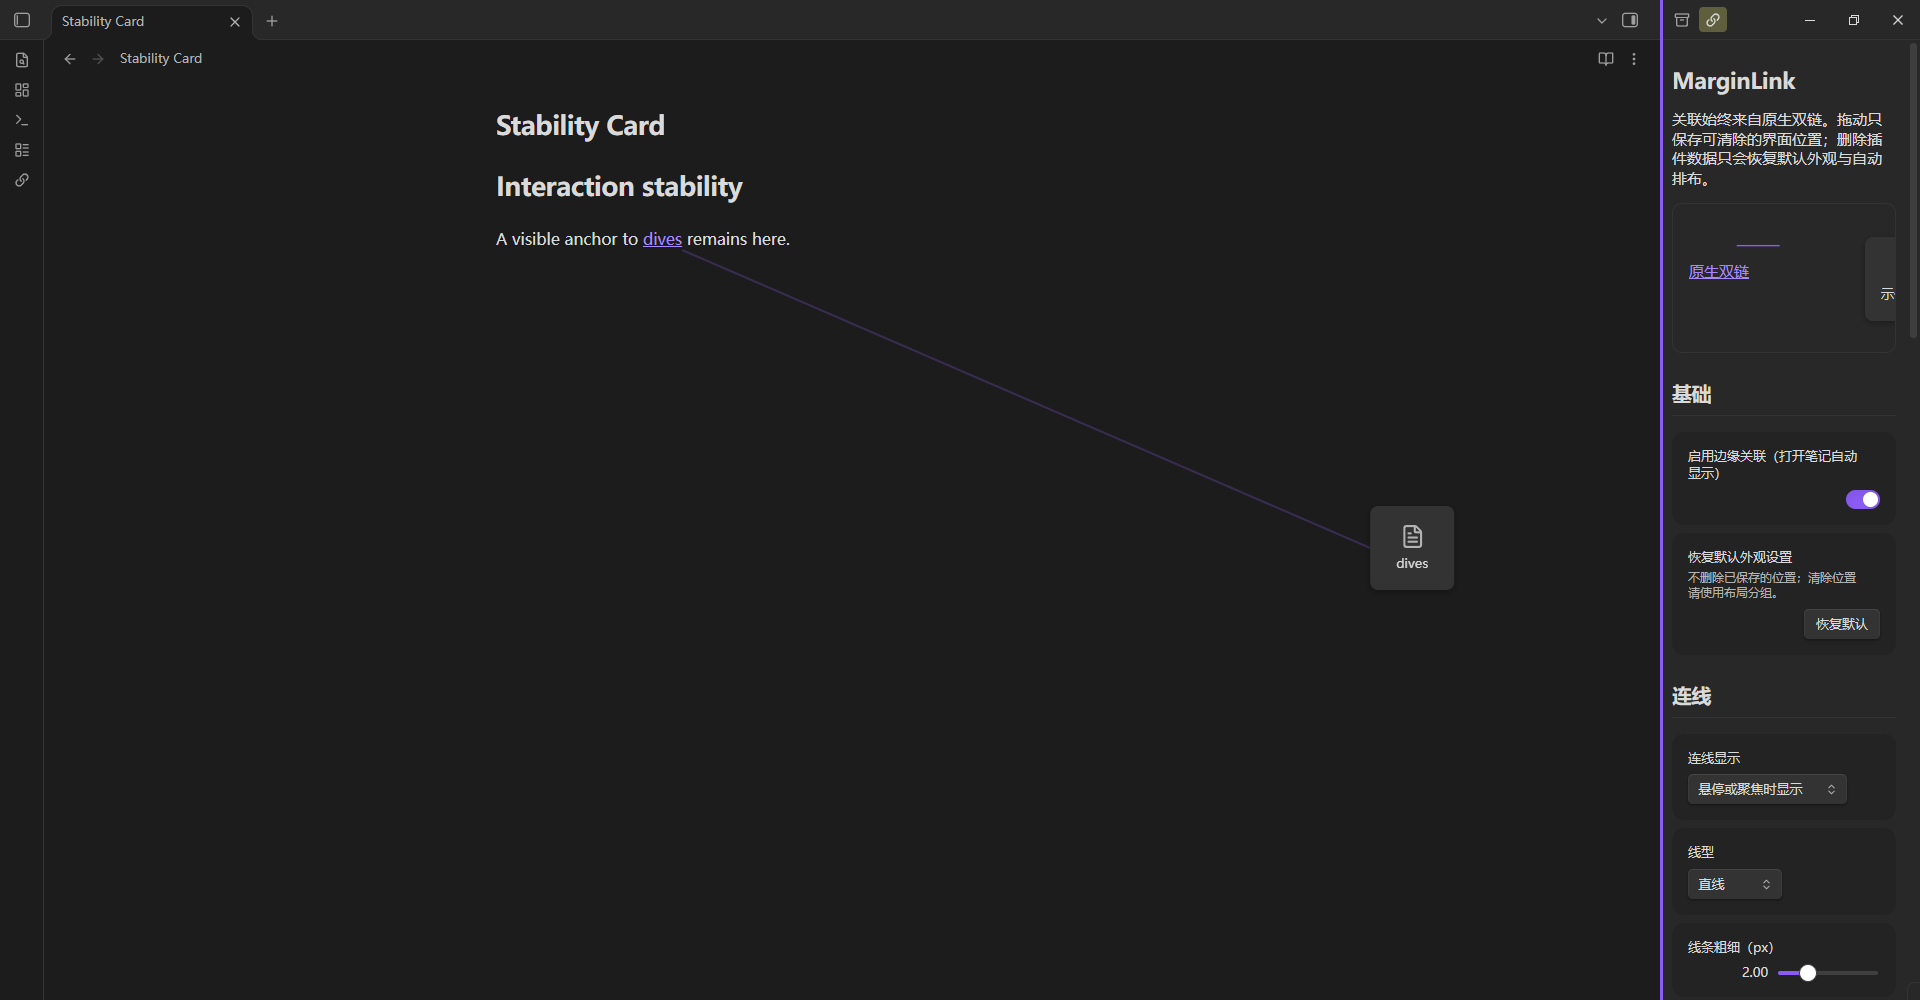 Stability Card
Stability Card
Stability Card
Interaction stability
A visible anchor to dives remains here.
dives
MarginLink
关联始终来自原生双链。拖动只
保存可清除的界面位置；删除插
件数据只会恢复默认外观与自动
排布。
原生双链
示
基础
启用边缘关联（打开笔记自动
显示）
恢复默认外观设置
不删除已保存的位置；清除位置
请使用布局分组。
恢复默认
连线
连线显示
悬停或聚焦时显示
线型
直线
线条粗细（px）
2.00